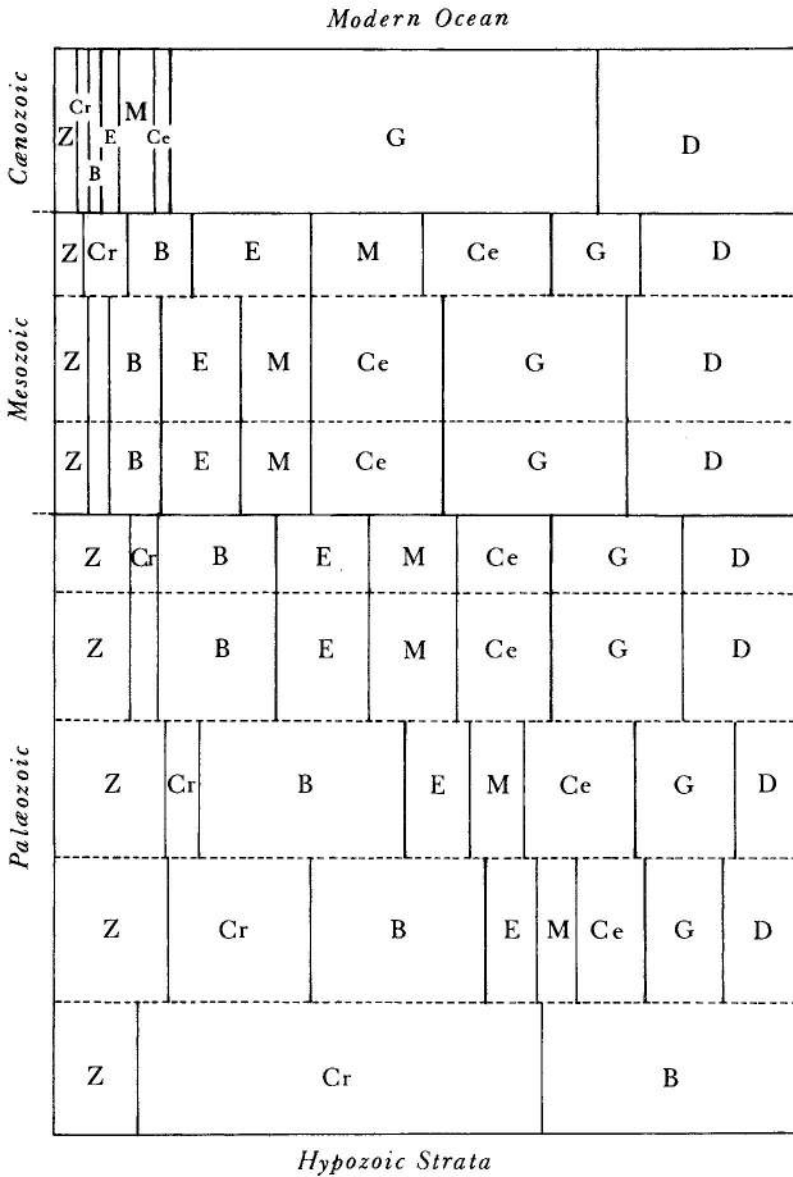 Modern Ocean
Cænozoic
Z Cr B E M Ce G D
Mesozoic
Z Cr B E M Ce G D
Z B E M Ce G D
Z B E M Ce G D
Palæozoic
Z Cr B E M Ce G D
Z B E M Ce G D
Z Cr B E M Ce G D
Z Cr B E M Ce G D
Z Cr B
Hypozoic Strata